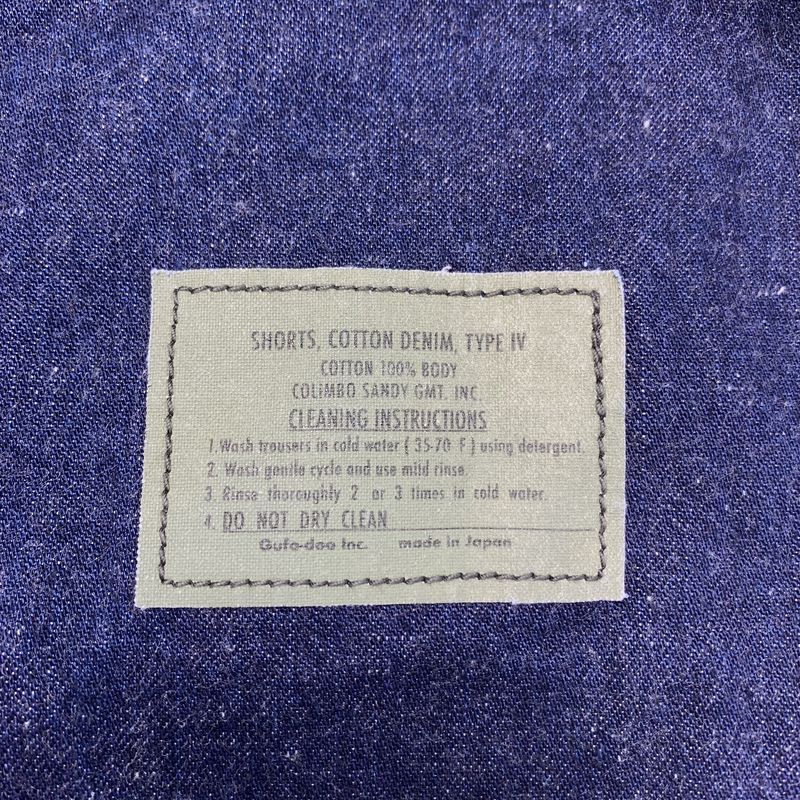 SHORTS, COTTON DENIM, TYPE IV
COTTON 100% BODY
COLIMBO SANDY GMT. INC.
CLEANING INSTRUCTIONS
1. Wash trousers in cold water ( 35-70 F ) using detergent.
2. Wash gentle cycle and use mild rinse.
3. Rinse thoroughly 2 or 3 times in cold water.
4. DO NOT DRY CLEAN
Gufo-doo Inc. made in Japan